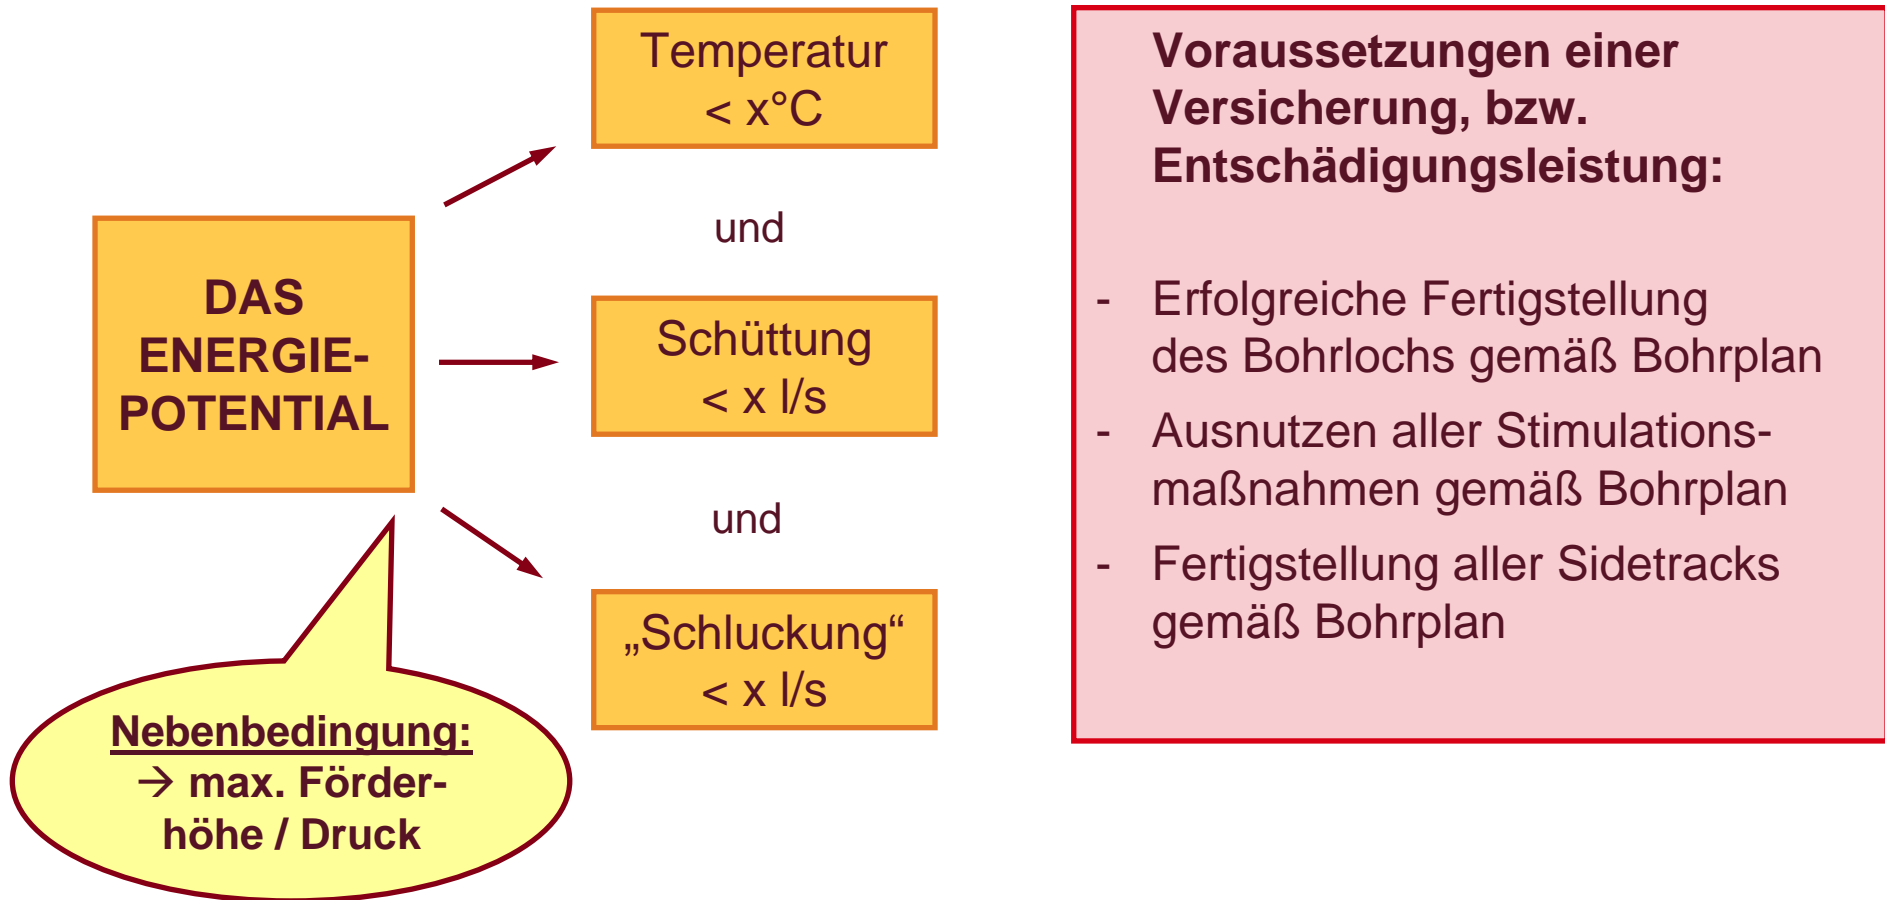 DAS
ENERGIE-
POTENTIAL
Nebenbedingung:
→ max. Förder-
höhe / Druck
Temperatur
< x°C
und
Schüttung
< x l/s
und
„Schluckung“
< x l/s
Voraussetzungen einer
Versicherung, bzw.
Entschädigungsleistung:
- Erfolgreiche Fertigstellung
des Bohrlochs gemäß Bohrplan
- Ausnutzen aller Stimulations-
maßnahmen gemäß Bohrplan
- Fertigstellung aller Sidetracks
gemäß Bohrplan